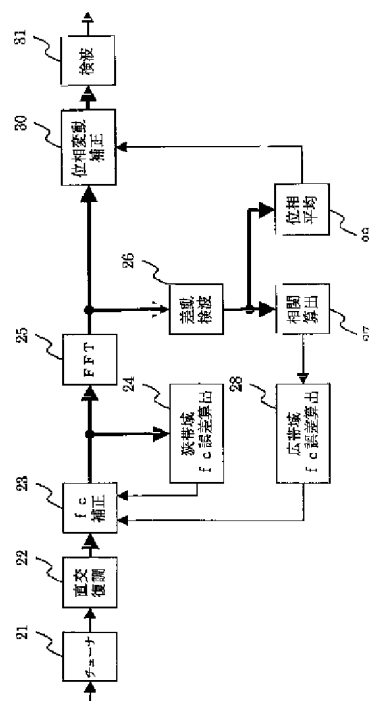 21
チューナ
22
直交
復調
23
fc
補正
24
狭帯域
fc誤差算出
25
FFT
26
差動
検波
27
相関
算出
28
広帯域
fc誤差算出
29
位相
平均
30
位相変動
補正
31
検波